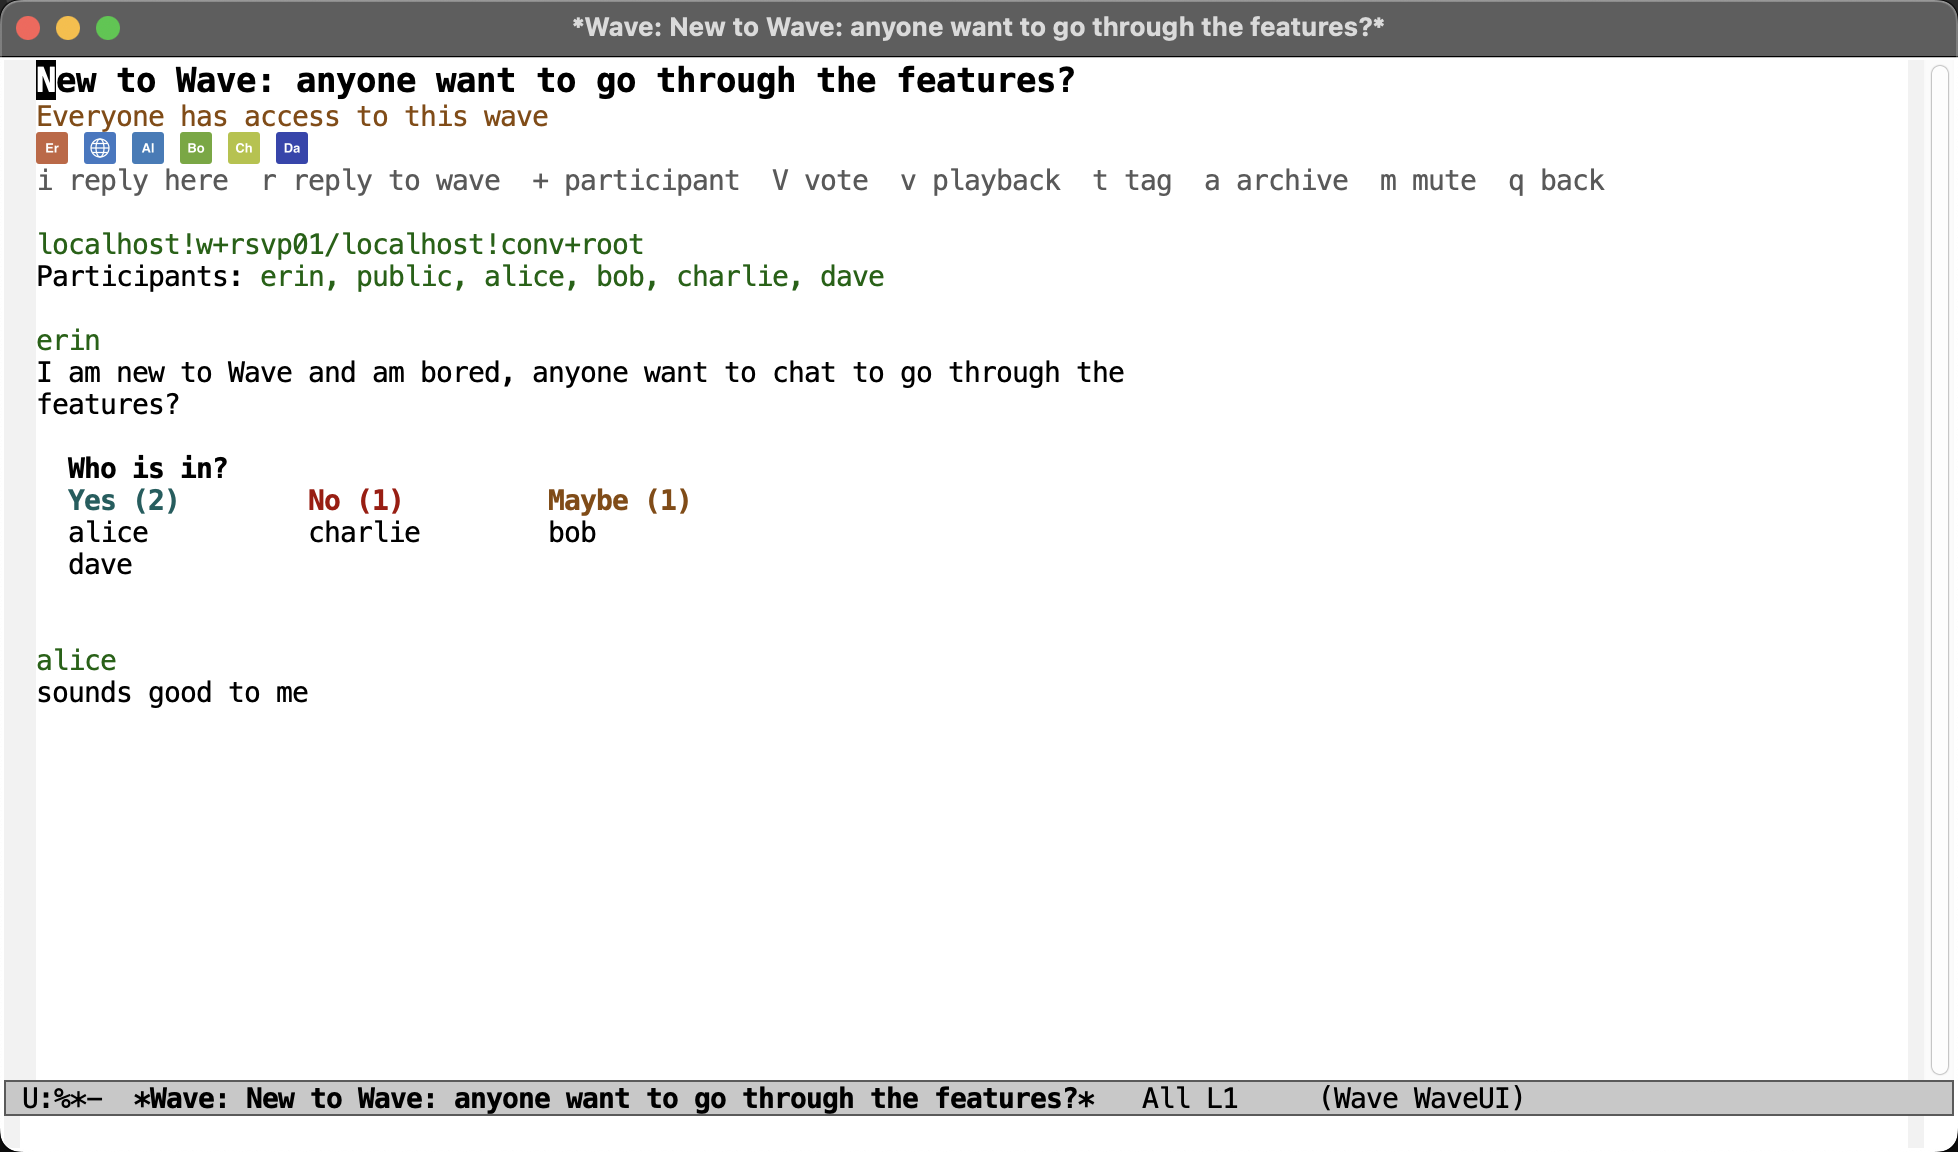 *Wave: New to Wave: anyone want to go through the features?*
New to Wave: anyone want to go through the features?
Everyone has access to this wave
Er Al Bo Ch Da
i reply here  r reply to wave  + participant  V vote  v playback  t tag  a archive  m mute  q back
localhost!w+rsvp01/localhost!conv+root
Participants: erin, public, alice, bob, charlie, dave
erin
I am new to Wave and am bored, anyone want to chat to go through the
features?
Who is in?
Yes (2)  No (1)  Maybe (1)
alice  charlie  bob
dave
alice
sounds good to me
U:%*-  *Wave: New to Wave: anyone want to go through the features?*  All L1  (Wave WaveUI)